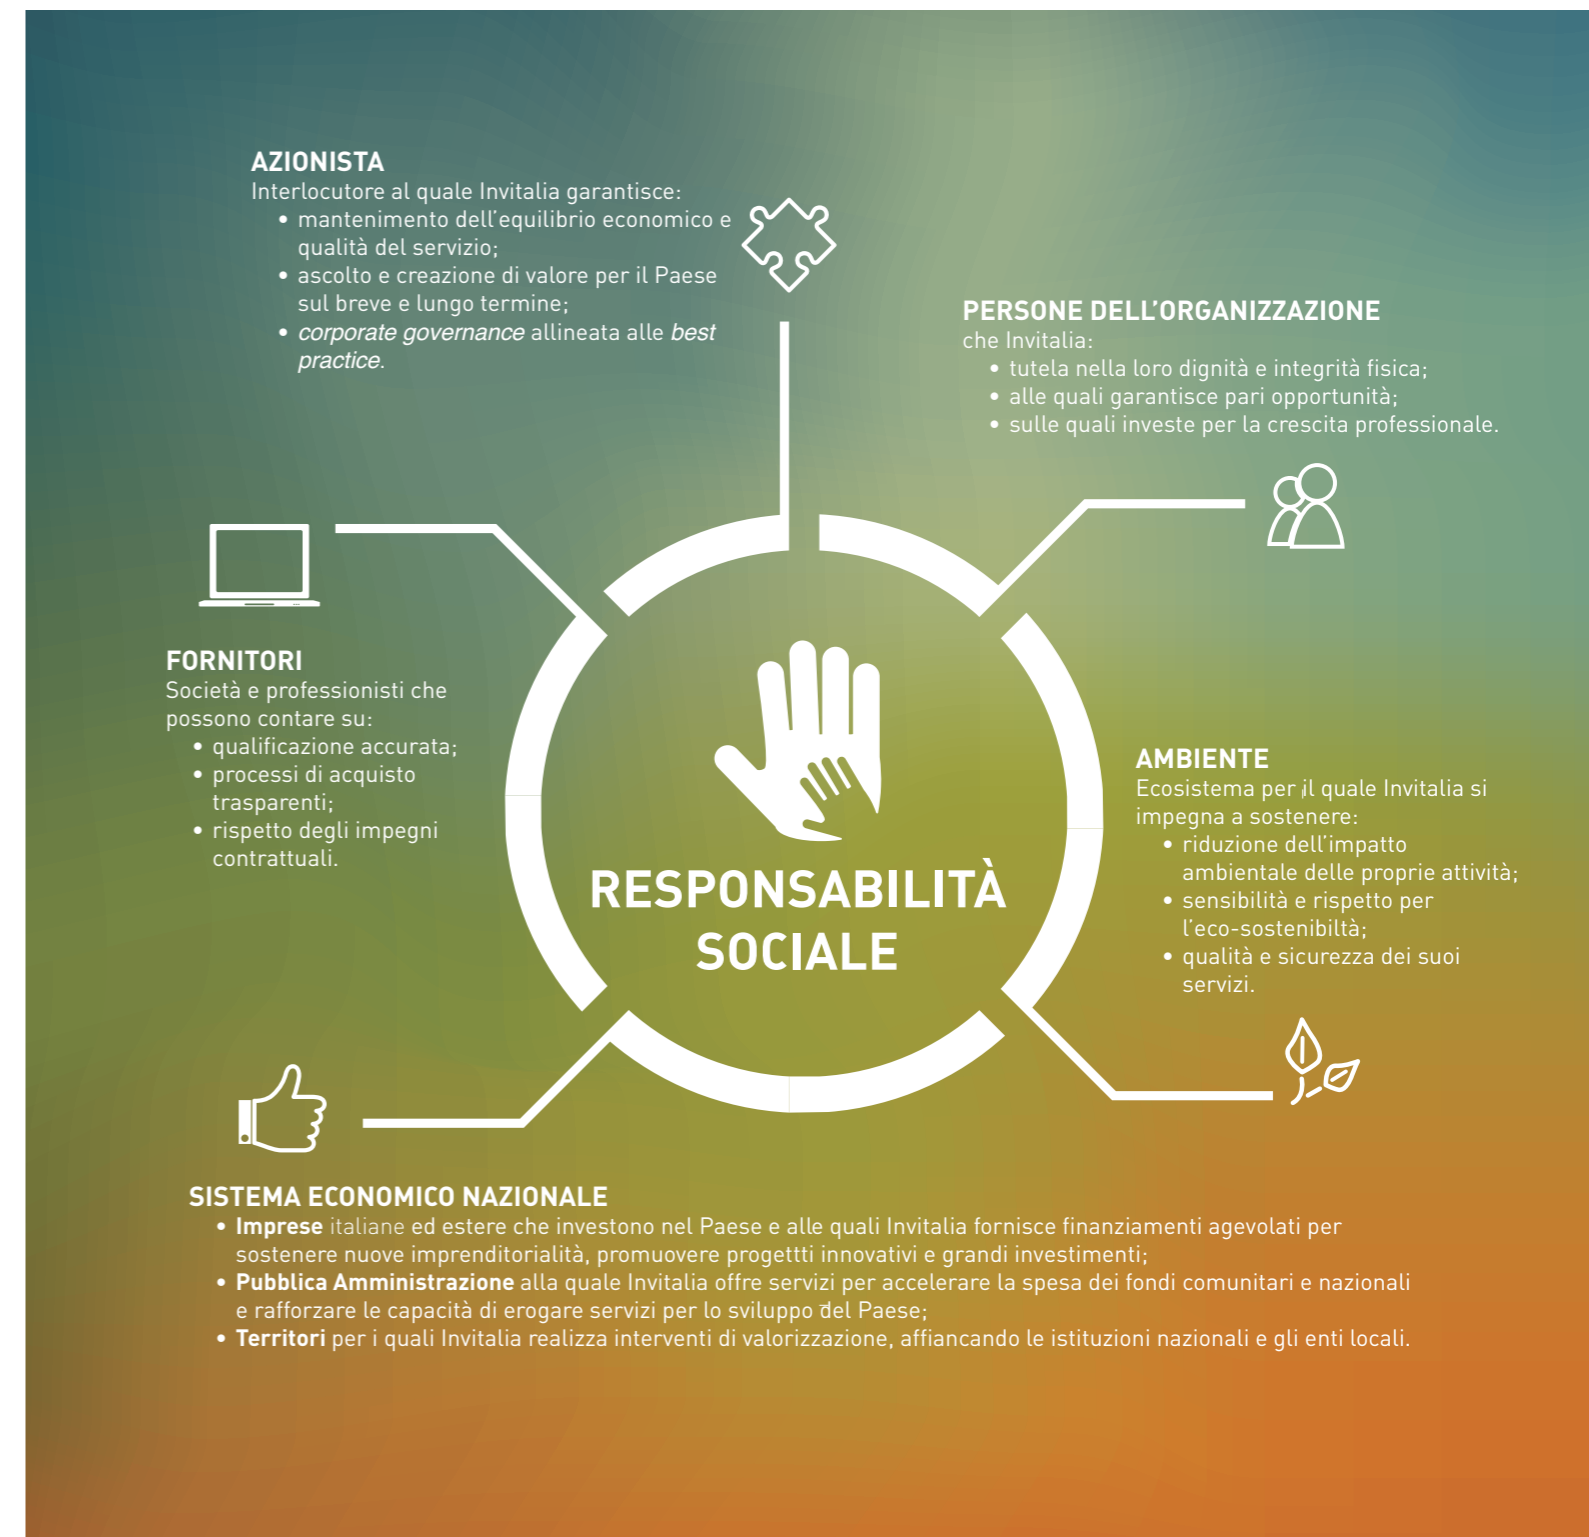 AZIONISTA
Interlocutore al quale Invitalia garantisce:
• mantenimento dell'equilibrio economico e
qualità del servizio;
• ascolto e creazione di valore per il Paese
sul breve e lungo termine;
• corporate governance allineata alle best
practice.
PERSONE DELL'ORGANIZZAZIONE
che Invitalia:
• tutela nella loro dignità e integrità fisica;
• alle quali garantisce pari opportunità;
• sulle quali investe per la crescita professionale.
FORNITORI
Società e professionisti che
possono contare su:
• qualificazione accurata;
• processi di acquisto
trasparenti;
• rispetto degli impegni
contrattuali.
RESPONSABILITÀ
SOCIALE
AMBIENTE
Ecosistema per il quale Invitalia si
impegna a sostenere:
• riduzione dell'impatto
ambientale delle proprie attività;
• sensibilità e rispetto per
l'eco-sostenibiltà;
• qualità e sicurezza dei suoi
servizi.
SISTEMA ECONOMICO NAZIONALE
• Imprese italiane ed estere che investono nel Paese e alle quali Invitalia fornisce finanziamenti agevolati per
sostenere nuove imprenditorialità, promuovere progettti innovativi e grandi investimenti;
• Pubblica Amministrazione alla quale Invitalia offre servizi per accelerare la spesa dei fondi comunitari e nazionali
e rafforzare le capacità di erogare servizi per lo sviluppo del Paese;
• Territori per i quali Invitalia realizza interventi di valorizzazione, affiancando le istituzioni nazionali e gli enti locali.